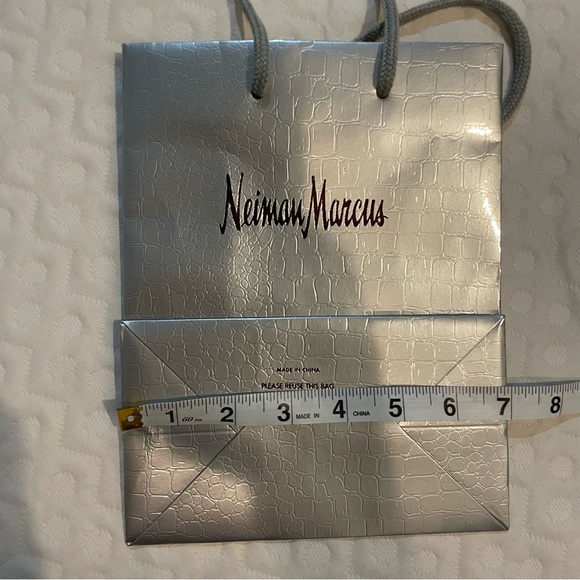 Neiman Marcus
MADE IN CHINA
PLEASE REUSE THIS BAG
1 60 in 2 3 MADE IN 4 CHINA 5 6 7 8